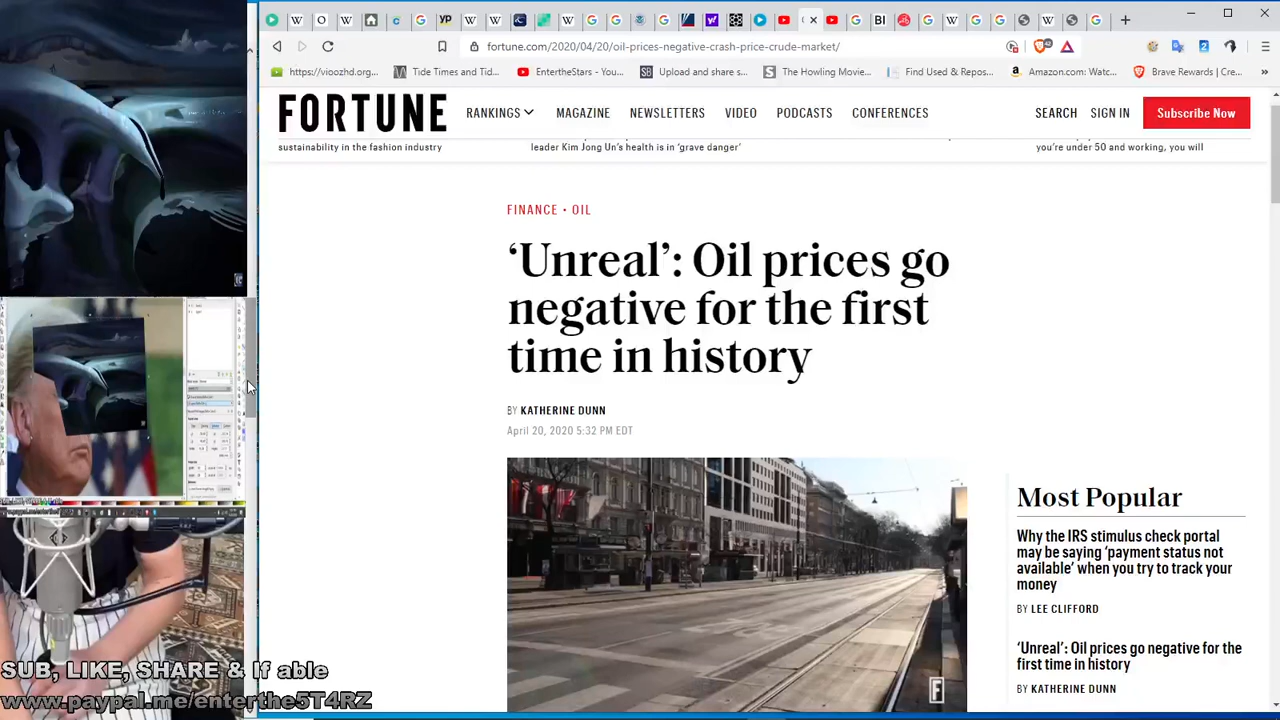 fortune.com/2020/04/20/oil-prices-negative-crash-price-crude-market/
https://vioozhd.org...
Tide Times and Tid...
EntertheStars - You...
Upload and share s...
The Howling Movie...
Find Used & Repos...
Amazon.com: Watc...
Brave Rewards | Cre...
FORTUNE
RANKINGS
MAGAZINE
NEWSLETTERS
VIDEO
PODCASTS
CONFERENCES
SEARCH
SIGN IN
Subscribe Now
sustainability in the fashion industry
leader Kim Jong Un's health is in 'grave danger'
you're under 50 and working, you will
FINANCE • OIL
‘Unreal’: Oil prices go
negative for the first
time in history
BY KATHERINE DUNN
April 20, 2020 5:32 PM EDT
Most Popular
Why the IRS stimulus check portal
may be saying ‘payment status not
available’ when you try to track your
money
BY LEE CLIFFORD
‘Unreal’: Oil prices go negative for the
first time in history
BY KATHERINE DUNN
SUB, LIKE, SHARE & If able
www.paypal.me/enterthe5T4RZ